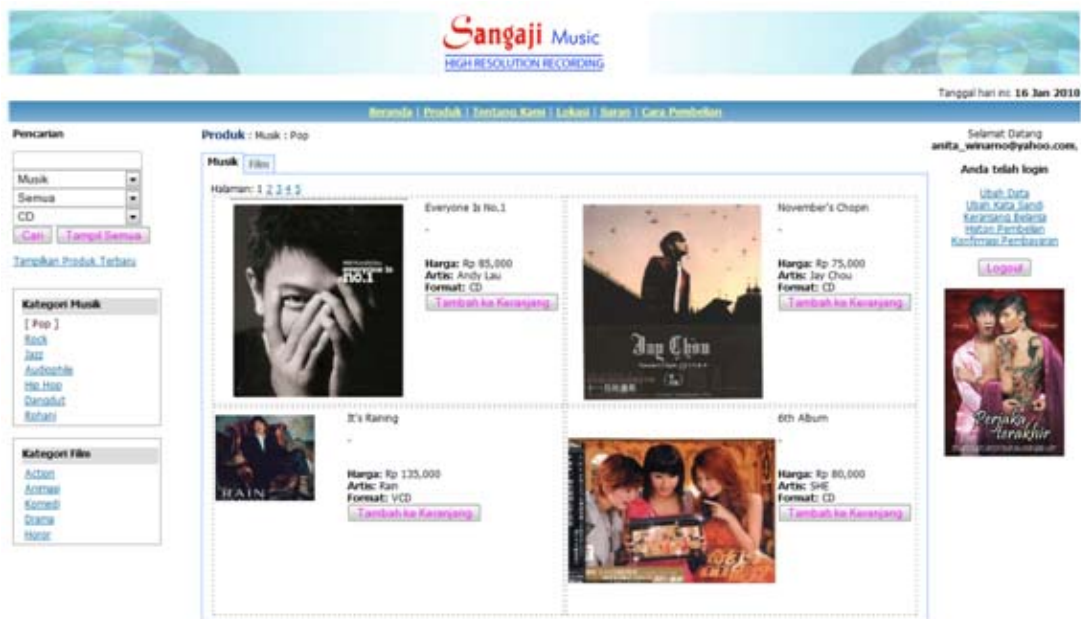 Sangaji Music
HIGH RESOLUTION RECORDING
Tanggal hari ini: 16 Jan 2010
Beranda | Produk | Tentang Kami | Lokasi | Saran | Cara Pembelian
Pencarian
Musik
Semua
CD
Cari
Tampil Semua
Tampilkan Produk Terbaru
Kategori Musik
[ Pop ]
Rock
Jazz
Audiophile
Hip Hop
Dangdut
Rohani
Kategori Film
Action
Animasi
Komedi
Drama
Horor
Produk : Musik : Pop
Musik
Film
Halaman: 1 2 3 4 5
everyone is
no.1
Everyone Is No.1
-
Harga: Rp 85,000
Artis: Andy Lau
Format: CD
Tambah ke Keranjang
Jay Chou
November's Chopin
-
Harga: Rp 75,000
Artis: Jay Chou
Format: CD
Tambah ke Keranjang
RAIN
It's Raining
-
Harga: Rp 135,000
Artis: Rain
Format: VCD
Tambah ke Keranjang
6th Album
-
Harga: Rp 80,000
Artis: SHE
Format: CD
Tambah ke Keranjang
Selamat Datang
anita_winarno@yahoo.com,
Anda telah login
Ubah Data
Ubah Kata Sandi
Keranjang Belanja
Histori Pembelian
Konfirmasi Pembayaran
Logout
Perjaka
terakhir